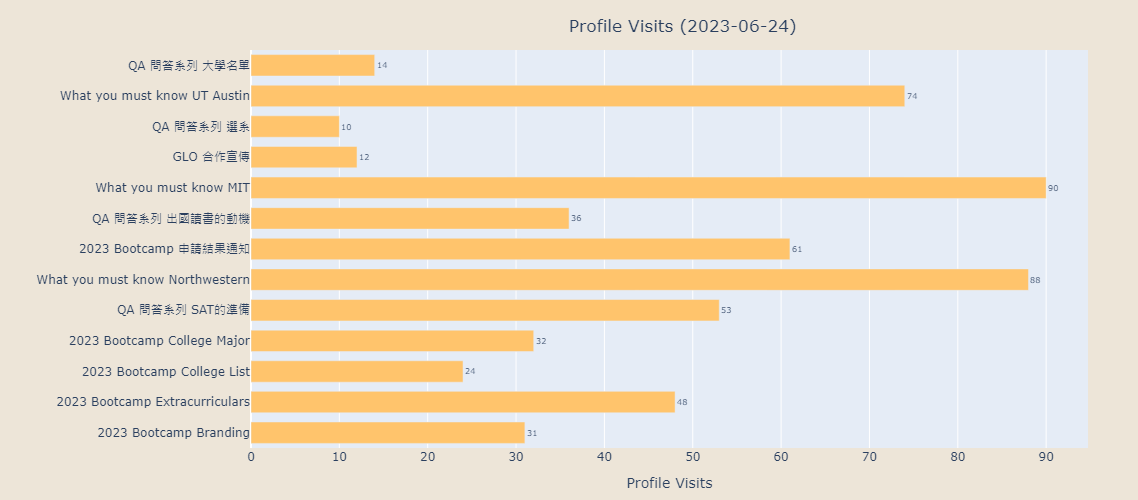 Profile Visits (2023-06-24)
QA 問答系列 大學名單 14
What you must know UT Austin 74
QA 問答系列 選系 10
GLO 合作宣傳 12
What you must know MIT 90
QA 問答系列 出國讀書的動機 36
2023 Bootcamp 申請結果通知 61
What you must know Northwestern 88
QA 問答系列 SAT的準備 53
2023 Bootcamp College Major 32
2023 Bootcamp College List 24
2023 Bootcamp Extracurriculars 48
2023 Bootcamp Branding 31
0 10 20 30 40 50 60 70 80 90
Profile Visits